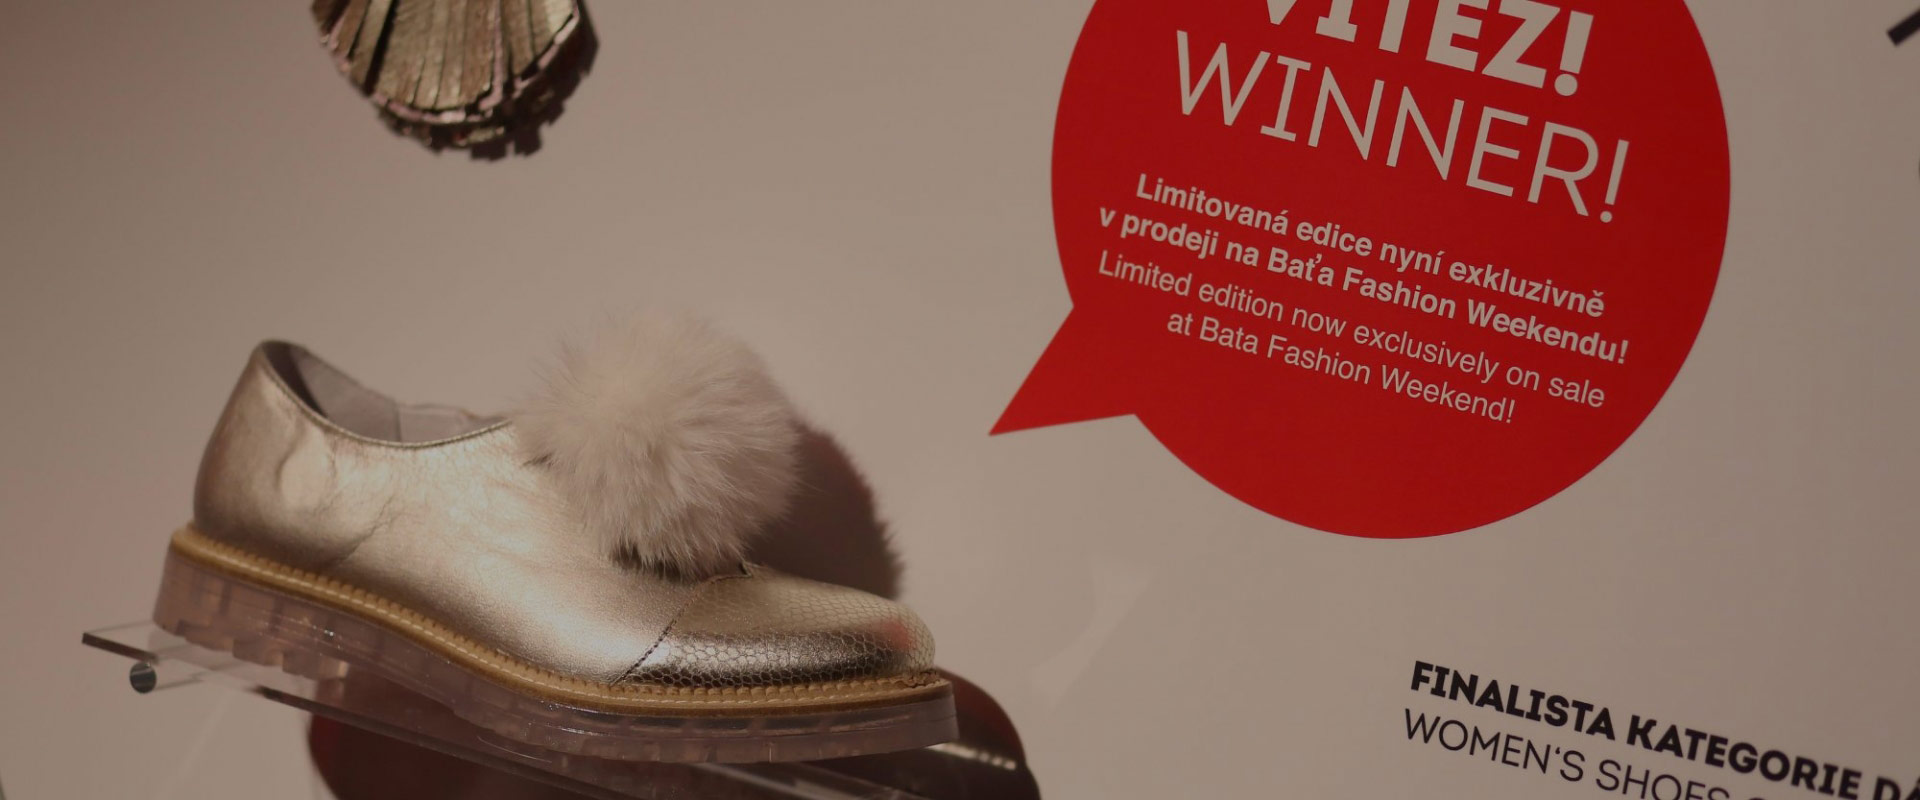 VÍTĚZ!
WINNER!
Limitovaná edice nyní exkluzivně
v prodeji na Baťa Fashion Weekendu!
Limited edition now exclusively on sale
at Bata Fashion Weekend!
FINALISTA KATEGORIE
WOMEN'S SHOES